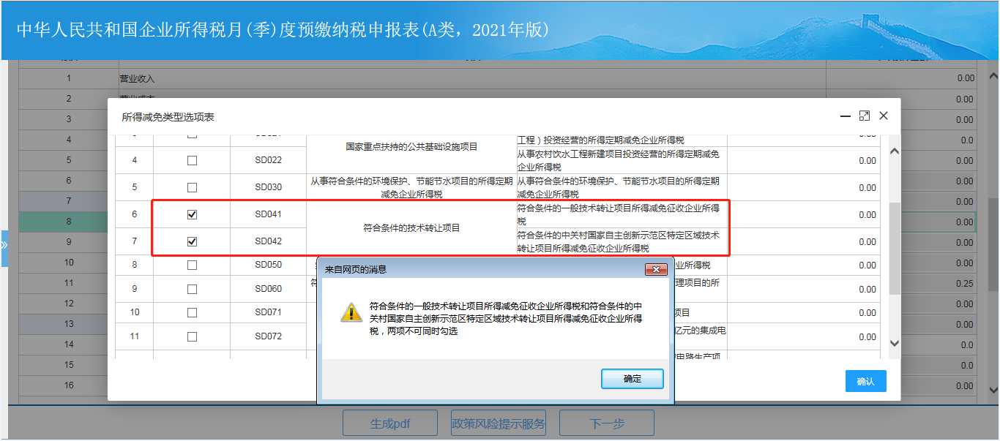 中华人民共和国企业所得税月(季)度预缴纳税申报表(A类，2021年版)
1 营业收入 0.00
2 营业成本 0.00
3 0.00
4 0.0
5 0.00
6 0.00
7 0.00
8 0.00
9 0.00
10 0.00
11 0.25
12 0.00
13 0.00
14 0.0
15 0.0
16 0.00
»
所得减免类型选项表
国家重点扶持的公共基础设施项目
工程）投资经营的所得定期减免企业所得税
4 SD022 从事农村饮水工程新建项目投资经营的所得定期减免 0.00
企业所得税
5 SD030 从事符合条件的环境保护、节能节水项目的所得定期 从事符合条件的环境保护、节能节水项目的所得定期 0.00
减免企业所得税 减免企业所得税
6 SD041 符合条件的一般技术转让项目所得减免征收企业所得 0.00
税
符合条件的技术转让项目
7 SD042 符合条件的中关村国家自主创新示范区特定区域技术 0.00
转让项目所得减免征收企业所得税
8 SD050 业所得税 0.00
9 SD060 符 理项目的所 0.00
10 SD071 项目 0.00
11 SD072 亿元的集成电 0.00
电路生产项
来自网页的消息
符合条件的一般技术转让项目所得减免征收企业所得税和符合条件的中
关村国家自主创新示范区特定区域技术转让项目所得减免征收企业所得
税，两项不可同时勾选
确定
确认
生成pdf
政策风险提示服务
下一步